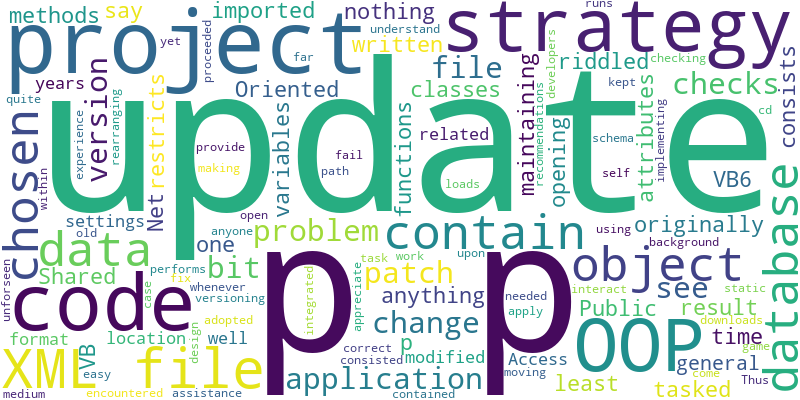 methods say imported nothing strategy
project written
years version Oriented file riddled checks consists
yet proceeded far understand runs developers kept checking
quite experience rearranging classes
update
chosen Net restricts variables functions related maintaining opening recommendations attributes implementing
provide fail path schema self VB6
making loads within cd
settings old anyone open upon using background
data one problem contain originally
Shared bit patch object see database
unforseen performs fix whenever versioning integrated appreciate task work anything needed apply moving interact Public static
code pp change OOP result downloads
format VB case location adopted well p modified correct consisted Access general time game
XML file design application least tasked come Thus
medium easy encountered assistance contained developers